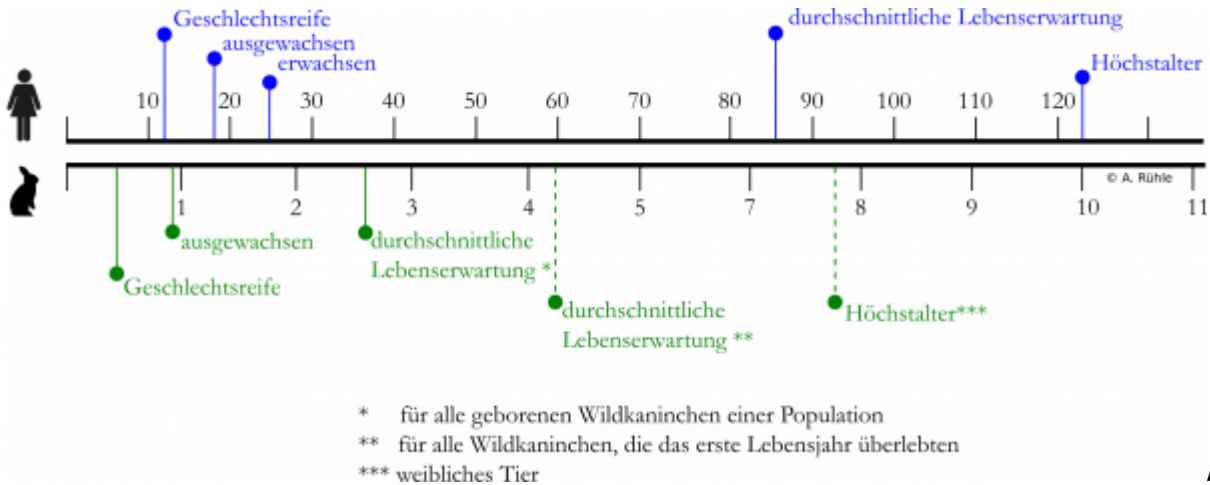 Geschlechtsreife
durchschnittliche Lebenserwartung
ausgewachsen
erwachsen
Höchstalter
10 20 30 40 50 60 70 80 90 100 110 120
© A. Rühle
1 2 3 4 5 6 7 8 9 10 11
ausgewachsen
durchschnittliche
Lebenserwartung *
Geschlechtsreife
durchschnittliche
Lebenserwartung **
Höchstalter***
* für alle geborenen Wildkaninchen einer Population
** für alle Wildkaninchen, die das erste Lebensjahr überlebten
*** weibliches Tier